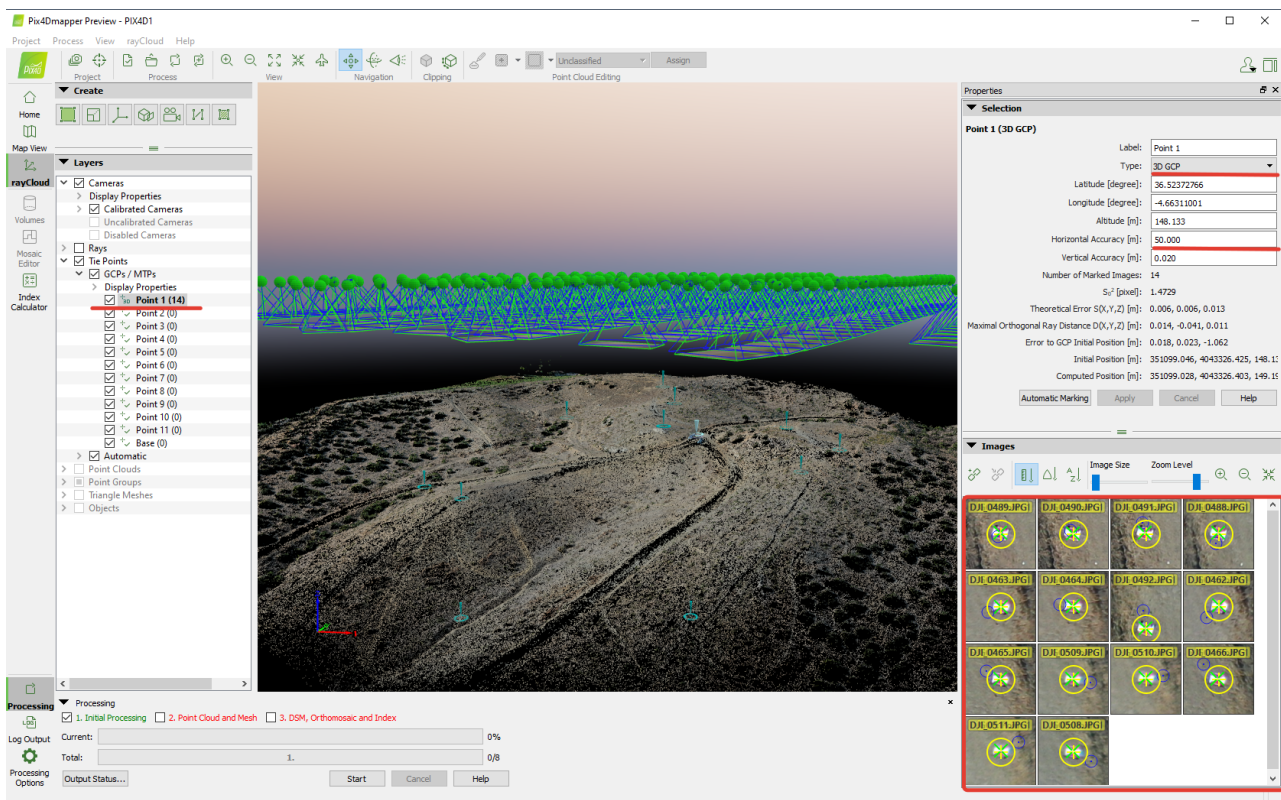 Pix4Dmapper Preview - PIX4D1
Project Process View rayCloud Help
Unclassified Assign
Project Process View Navigation Clipping Point Cloud Editing
Home
Map View
rayCloud
Volumes
Mosaic Editor
Index Calculator
Create
Layers
Cameras
Display Properties
Calibrated Cameras
Uncalibrated Cameras
Disabled Cameras
Rays
Tie Points
GCPs / MTPs
Display Properties
Point 1 (14)
Point 2 (0)
Point 3 (0)
Point 4 (0)
Point 5 (0)
Point 6 (0)
Point 7 (0)
Point 8 (0)
Point 9 (0)
Point 10 (0)
Point 11 (0)
Base (0)
Automatic
Point Clouds
Point Groups
Triangle Meshes
Objects
Properties
Selection
Point 1 (3D GCP)
Label: Point 1
Type: 3D GCP
Latitude [degree]: 36.52372766
Longitude [degree]: -4.66311001
Altitude [m]: 148.133
Horizontal Accuracy [m]: 50.000
Vertical Accuracy [m]: 0.020
Number of Marked Images: 14
S₀² [pixel]: 1.4729
Theoretical Error S(X,Y,Z) [m]: 0.006, 0.006, 0.013
Maximal Orthogonal Ray Distance D(X,Y,Z) [m]: 0.014, -0.041, 0.011
Error to GCP Initial Position [m]: 0.018, 0.023, -1.062
Initial Position [m]: 351099.046, 4043326.425, 148.13
Computed Position [m]: 351099.028, 4043326.403, 149.19
Automatic Marking Apply Cancel Help
Images
Image Size Zoom Level
DJI_0489.JPG DJI_0490.JPG DJI_0491.JPG DJI_0488.JPG
DJI_0463.JPG DJI_0464.JPG DJI_0492.JPG DJI_0462.JPG
DJI_0465.JPG DJI_0509.JPG DJI_0510.JPG DJI_0466.JPG
DJI_0511.JPG DJI_0508.JPG
Processing
Log Output
Processing Options
Processing
1. Initial Processing 2. Point Cloud and Mesh 3. DSM, Orthomosaic and Index
Current: 0%
Total: 1. 0/8
Output Status... Start Cancel Help